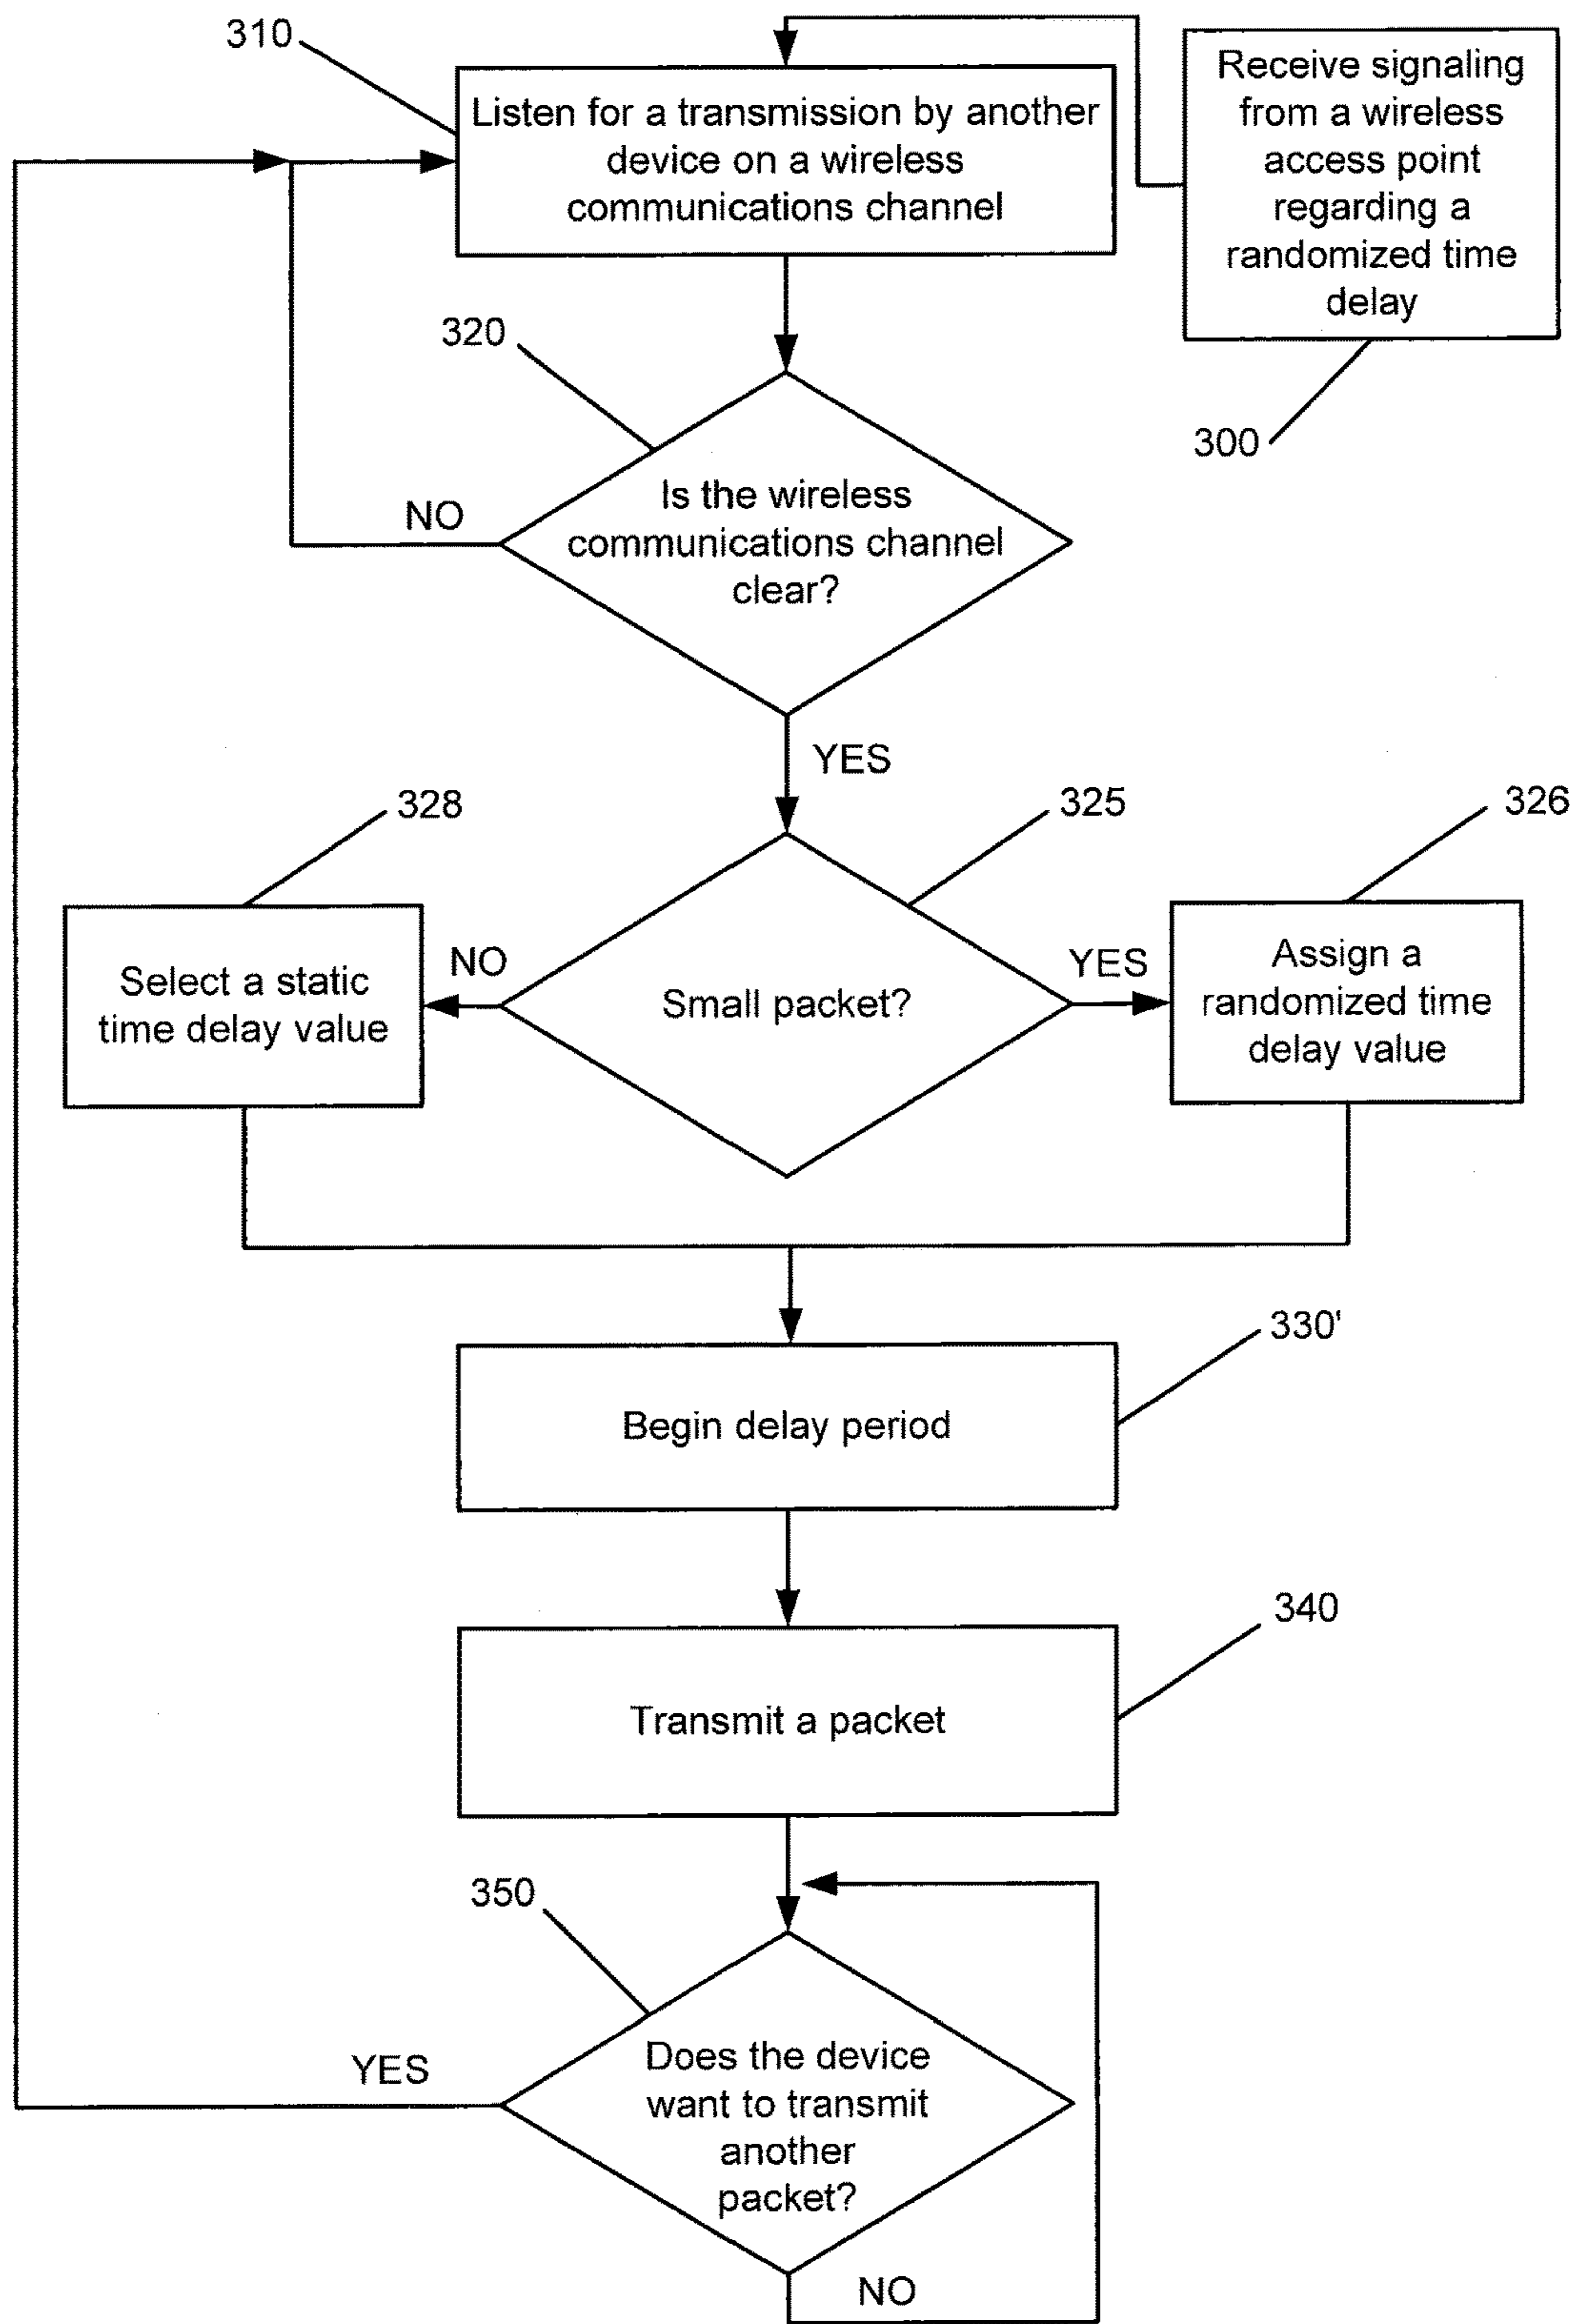 310
Listen for a transmission by another
device on a wireless
communications channel
Receive signaling
from a wireless
access point
regarding a
randomized time
delay
300
320
Is the wireless
communications channel
clear?
NO
YES
328
325
326
Select a static
time delay value
NO
Small packet?
YES
Assign a
randomized time
delay value
330'
Begin delay period
340
Transmit a packet
350
Does the device
want to transmit
another
packet?
YES
NO